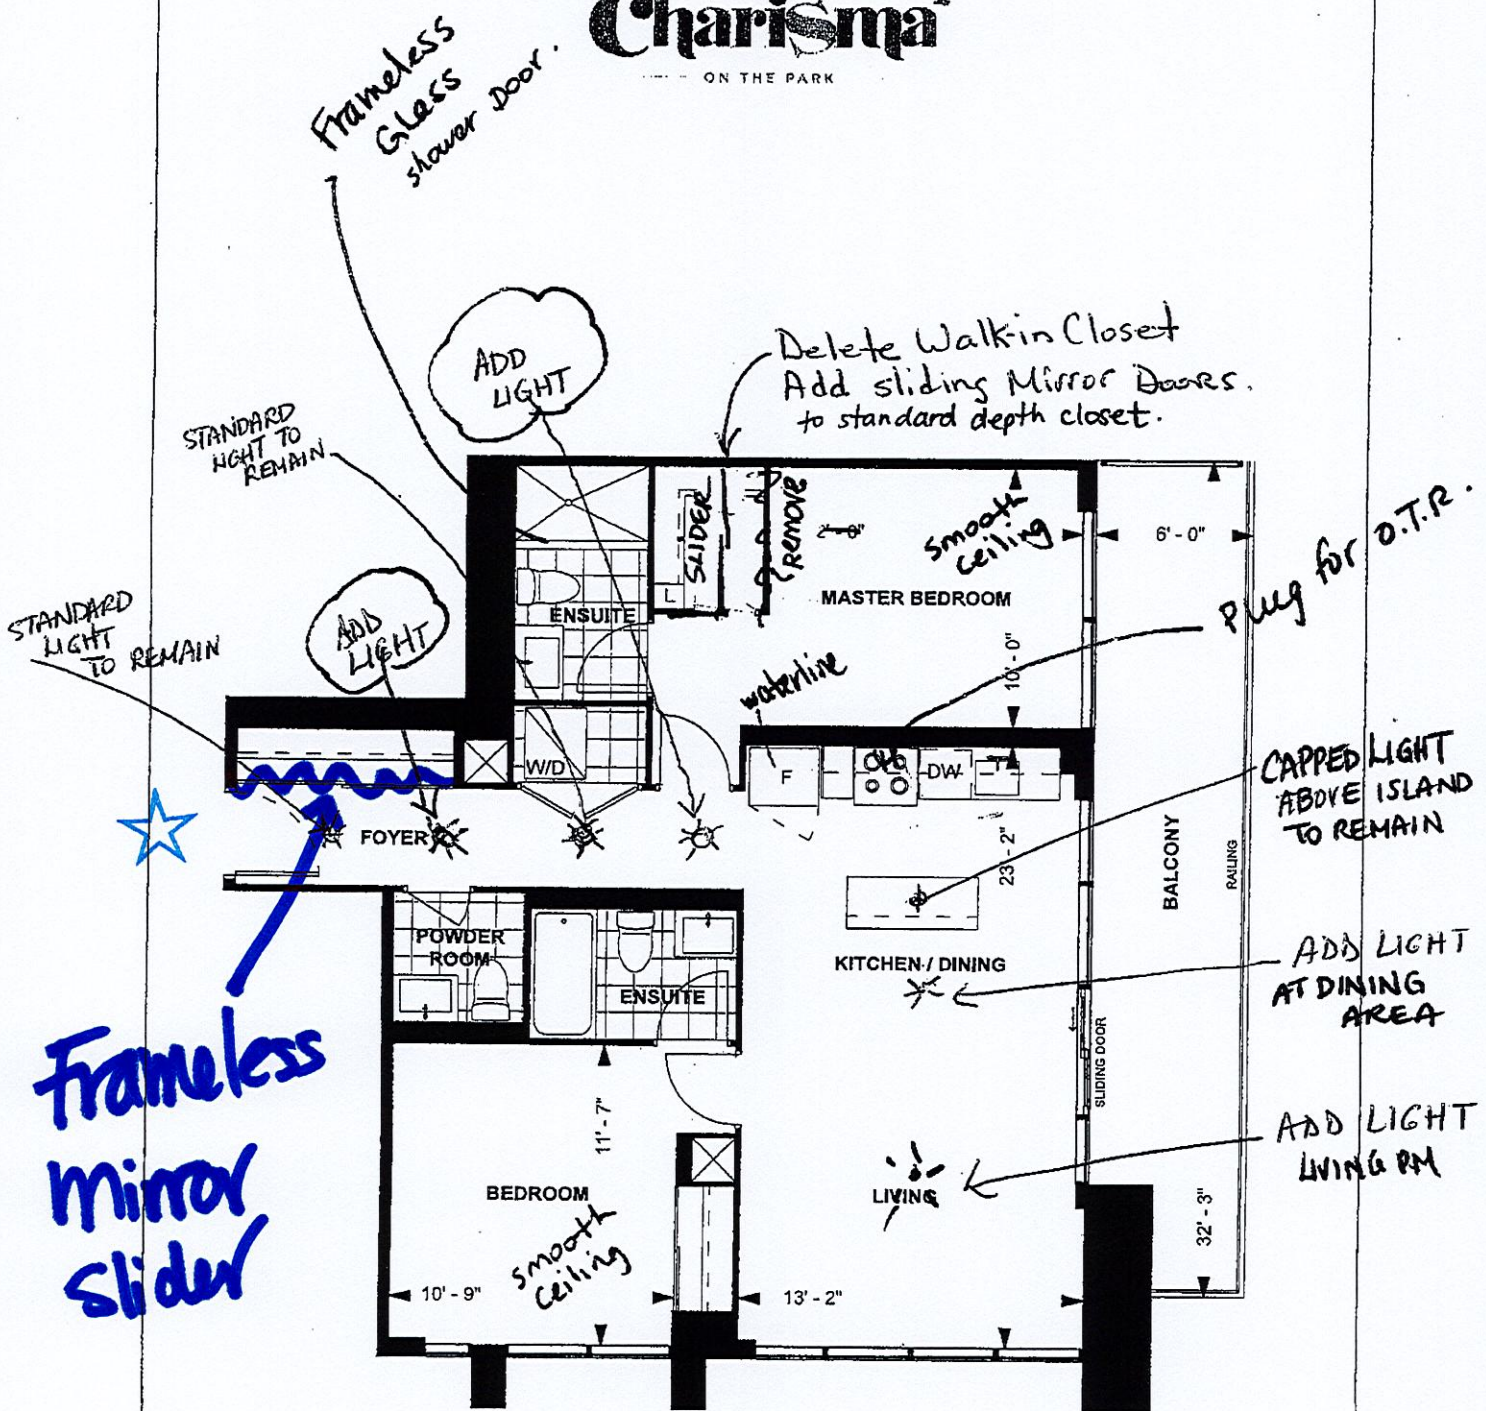 Charisma
ON THE PARK
Frameless
Glass
shower Door.
ADD
LIGHT
Delete Walk-in Closet
Add sliding Mirror Doors.
to standard depth closet.
STANDARD
LIGHT TO
REMAIN
SLIDER
REMOVE
smooth
ceiling
6' - 0"
Plug for O.T.R.
ENSUITE
MASTER BEDROOM
10' - 0"
STANDARD
LIGHT
TO REMAIN
ADD
LIGHT
waterline
W/D
F
DW
CAPPED LIGHT
ABOVE ISLAND
TO REMAIN
FOYER
23' - 2"
BALCONY
RAILING
POWDER
ROOM
ENSUITE
KITCHEN / DINING
ADD LIGHT
AT DINING
AREA
SLIDING DOOR
Frameless
mirror
slider
11' - 7"
ADD LIGHT
LIVING RM
BEDROOM
LIVING
smooth
ceiling
32' - 3"
10' - 9"
13' - 2"